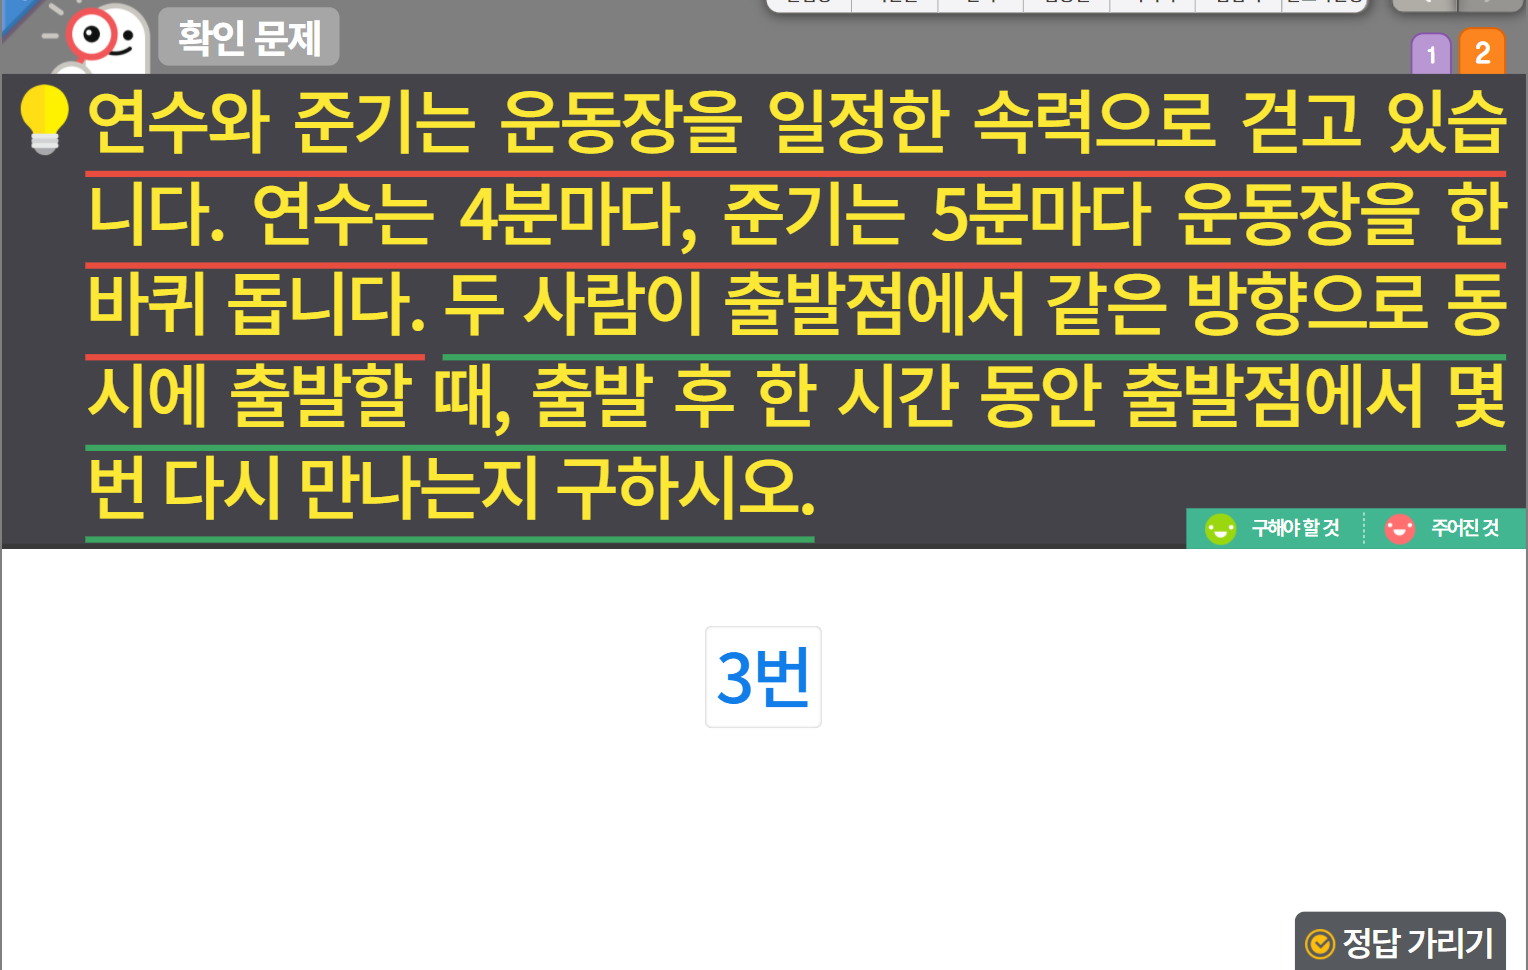 확인 문제
1
2
연수와 준기는 운동장을 일정한 속력으로 걷고 있습
니다. 연수는 4분마다, 준기는 5분마다 운동장을 한
바퀴 돕니다. 두 사람이 출발점에서 같은 방향으로 동
시에 출발할 때, 출발 후 한 시간 동안 출발점에서 몇
번 다시 만나는지 구하시오.
구해야 할 것
주어진 것
3번
정답 가리기